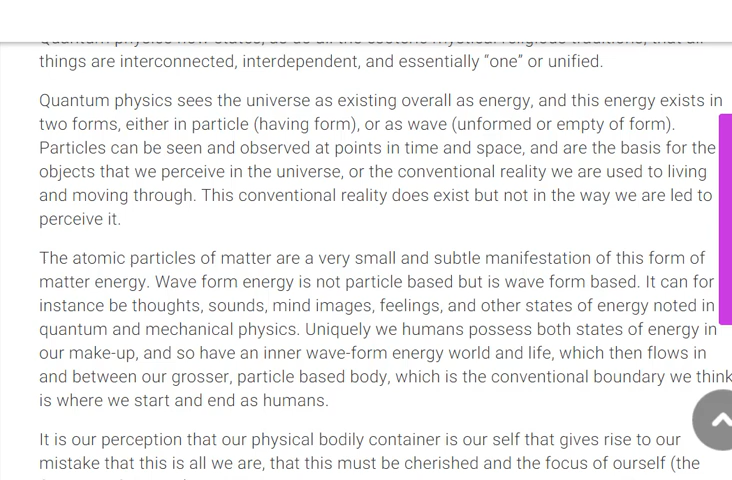 things are interconnected, interdependent, and essentially “one” or unified.
Quantum physics sees the universe as existing overall as energy, and this energy exists in
two forms, either in particle (having form), or as wave (unformed or empty of form).
Particles can be seen and observed at points in time and space, and are the basis for the
objects that we perceive in the universe, or the conventional reality we are used to living
and moving through. This conventional reality does exist but not in the way we are led to
perceive it.
The atomic particles of matter are a very small and subtle manifestation of this form of
matter energy. Wave form energy is not particle based but is wave form based. It can for
instance be thoughts, sounds, mind images, feelings, and other states of energy noted in
quantum and mechanical physics. Uniquely we humans possess both states of energy in
our make-up, and so have an inner wave-form energy world and life, which then flows in
and between our grosser, particle based body, which is the conventional boundary we think
is where we start and end as humans.
It is our perception that our physical bodily container is our self that gives rise to our
mistake that this is all we are, that this must be cherished and the focus of ourself (the